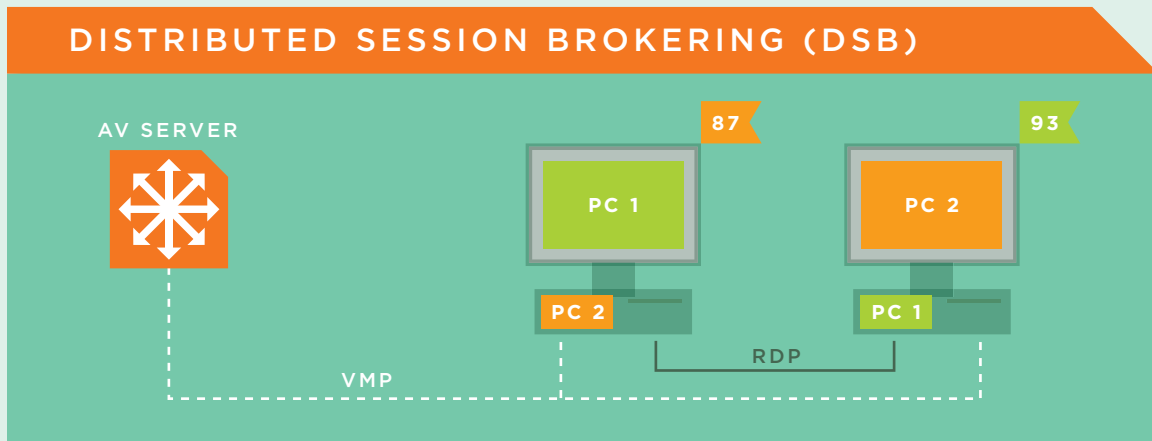 DISTRIBUTED SESSION BROKERING (DSB)
AV SERVER
87
93
PC 1
PC 2
PC 2
PC 1
RDP
VMP